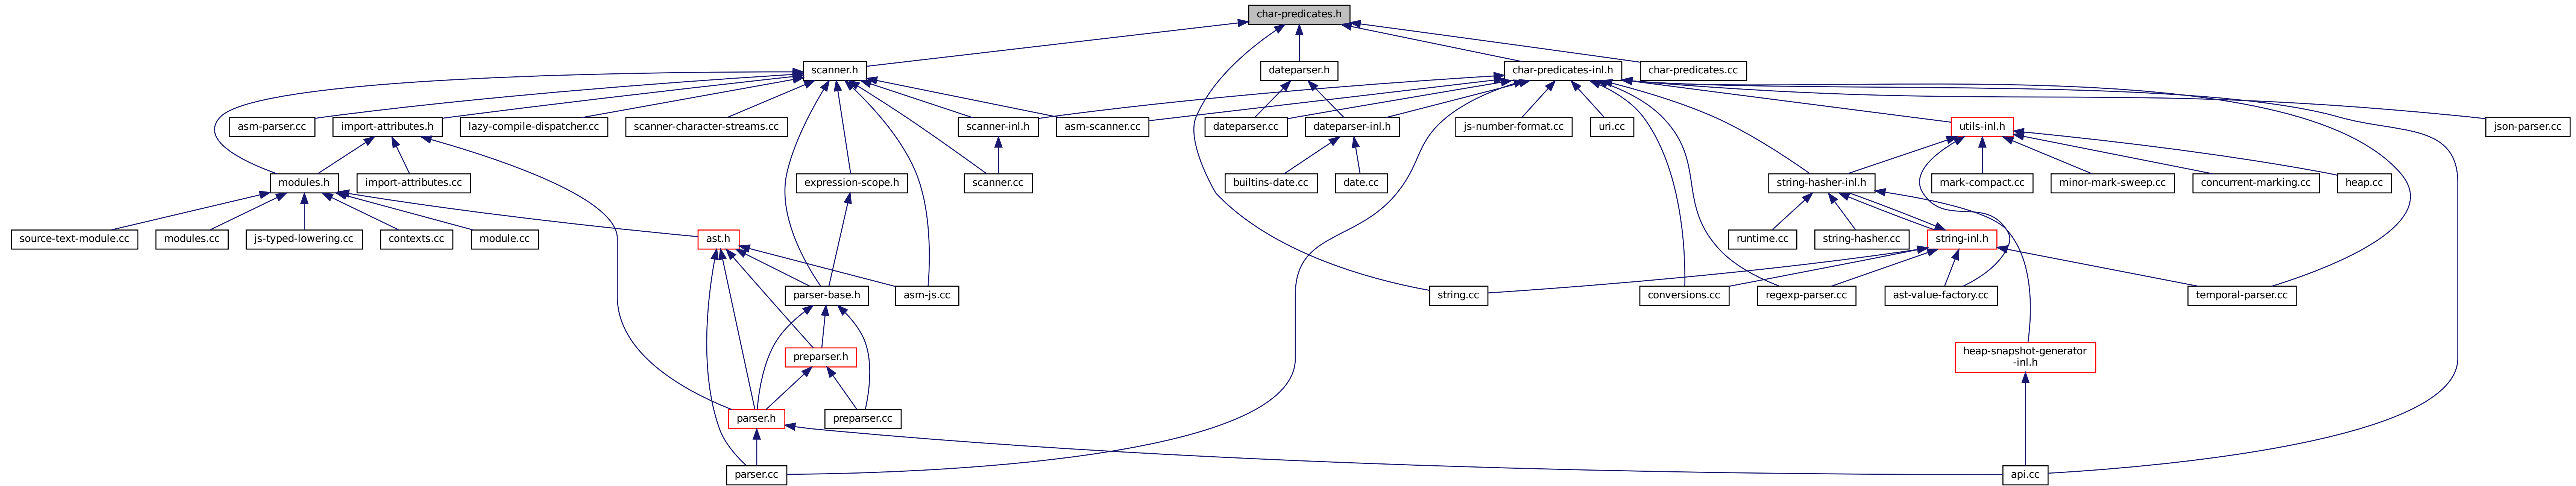 char-predicates.h
scanner.h
dateparser.h
char-predicates-inl.h
char-predicates.cc
asm-parser.cc
import-attributes.h
lazy-compile-dispatcher.cc
scanner-character-streams.cc
scanner-inl.h
asm-scanner.cc
dateparser.cc
dateparser-inl.h
js-number-format.cc
uri.cc
utils-inl.h
json-parser.cc
modules.h
import-attributes.cc
expression-scope.h
scanner.cc
builtins-date.cc
date.cc
string-hasher-inl.h
mark-compact.cc
minor-mark-sweep.cc
concurrent-marking.cc
heap.cc
source-text-module.cc
modules.cc
js-typed-lowering.cc
contexts.cc
module.cc
ast.h
runtime.cc
string-hasher.cc
string-inl.h
parser-base.h
asm-js.cc
string.cc
conversions.cc
regexp-parser.cc
ast-value-factory.cc
temporal-parser.cc
preparser.h
heap-snapshot-generator
-inl.h
parser.h
preparser.cc
parser.cc
api.cc